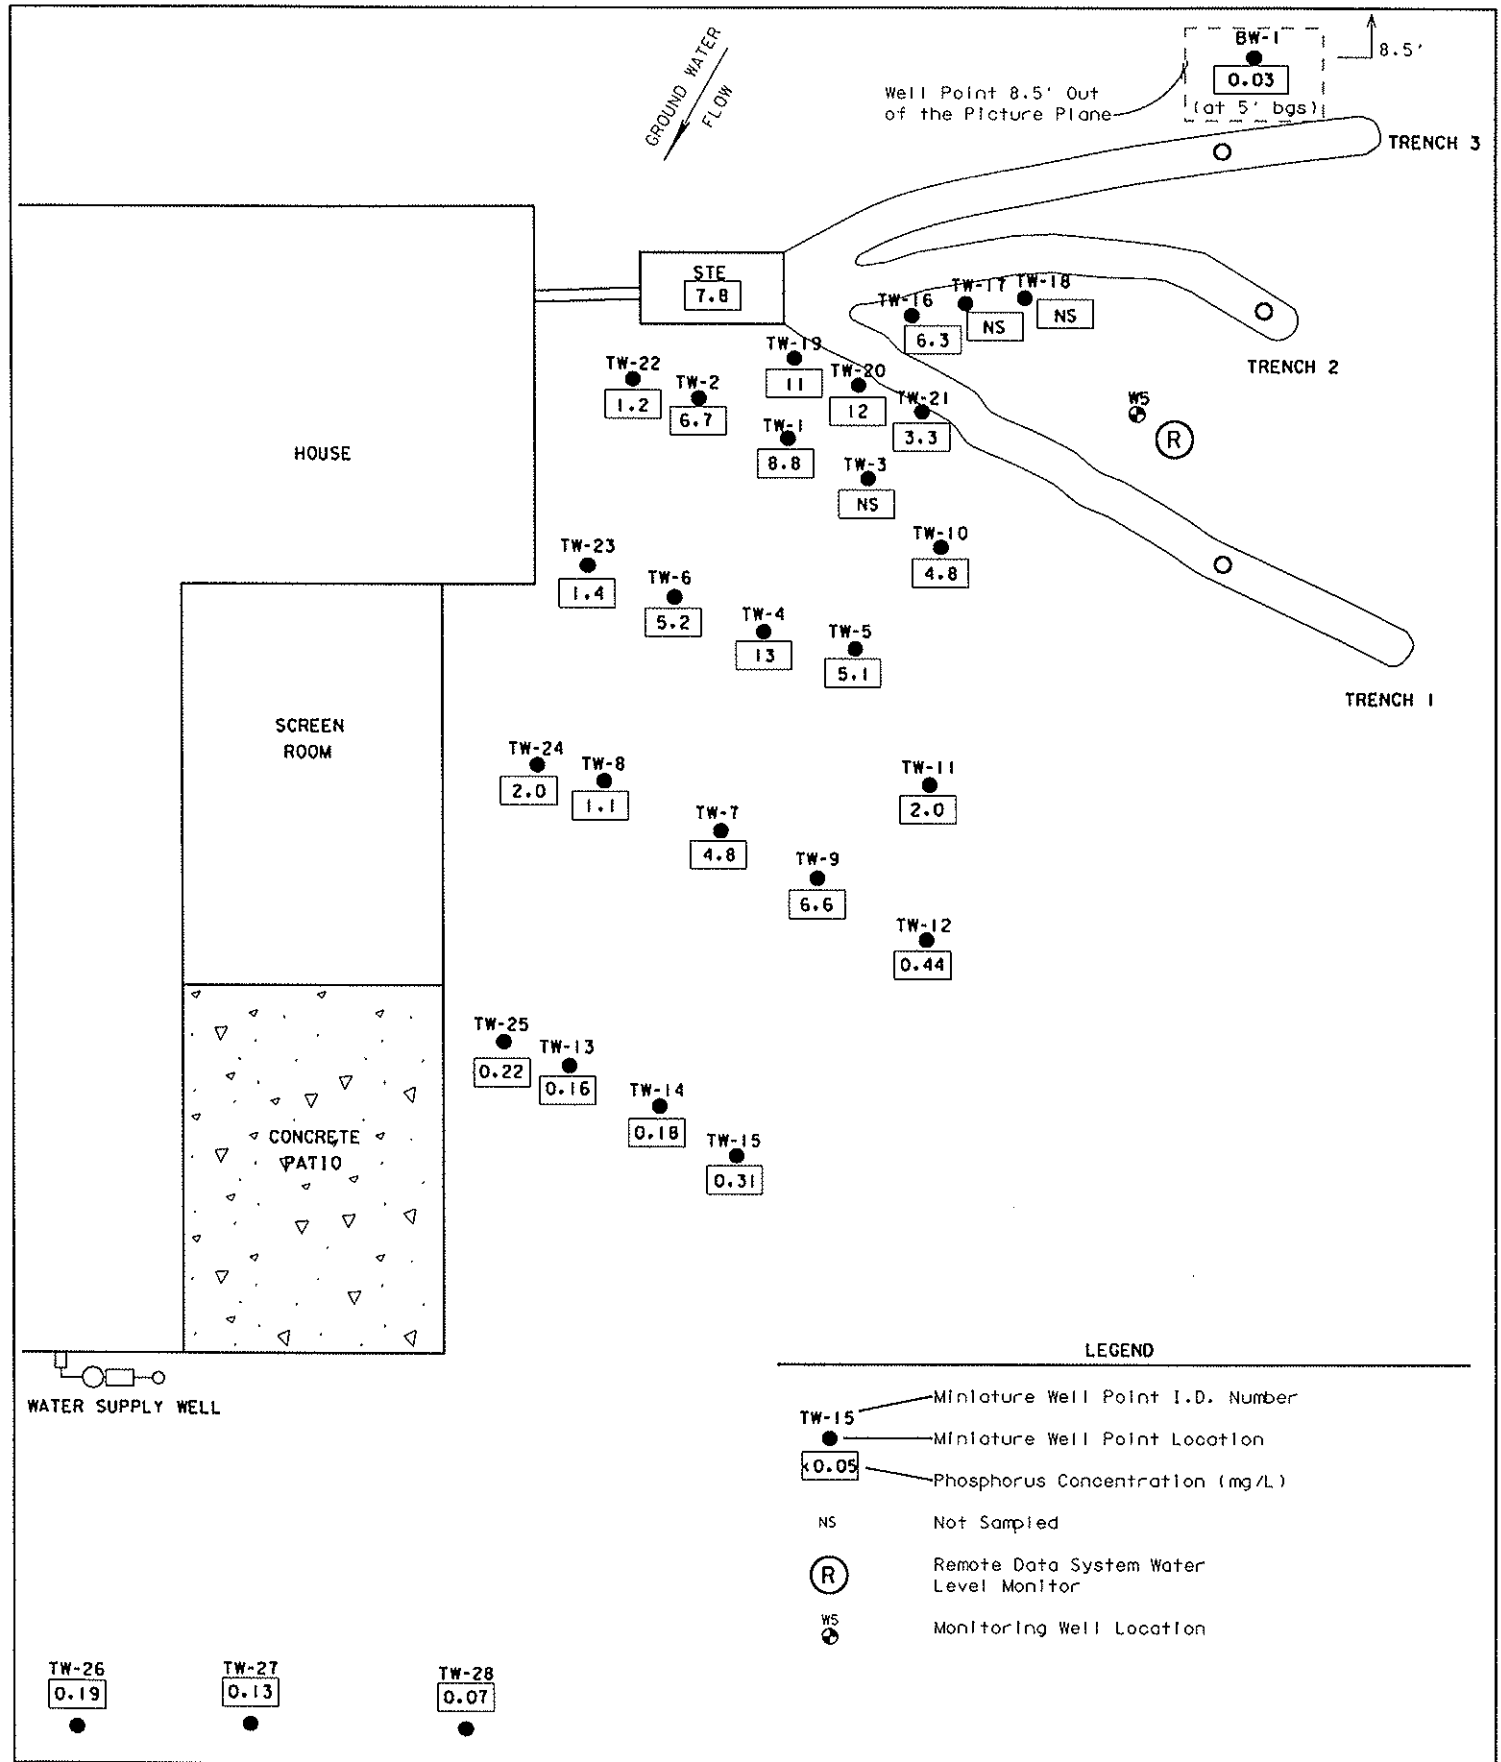 GROUND WATER
FLOW
BW-1
0.03
(at 5' bgs)
8.5'
Well Point 8.5' Out
of the Picture Plane
TRENCH 3
STE
7.8
TW-16
6.3
TW-17
NS
TW-18
NS
TRENCH 2
TW-19
11
TW-20
12
TW-21
3.3
TW-22
1.2
TW-2
6.7
TW-1
8.8
TW-3
NS
W5
R
HOUSE
TW-10
4.8
TW-23
1.4
TW-6
5.2
TW-4
13
TW-5
5.1
TRENCH 1
SCREEN
ROOM
TW-24
2.0
TW-8
1.1
TW-7
4.8
TW-9
6.6
TW-11
2.0
TW-12
0.44
TW-25
0.22
TW-13
0.16
TW-14
0.18
TW-15
0.31
CONCRETE
PATIO
WATER SUPPLY WELL
LEGEND
Miniature Well Point I.D. Number
TW-15
Miniature Well Point Location
<0.05
Phosphorus Concentration (mg/L)
NS
Not Sampled
R
Remote Data System Water
Level Monitor
W5
Monitoring Well Location
TW-26
0.19
TW-27
0.13
TW-28
0.07